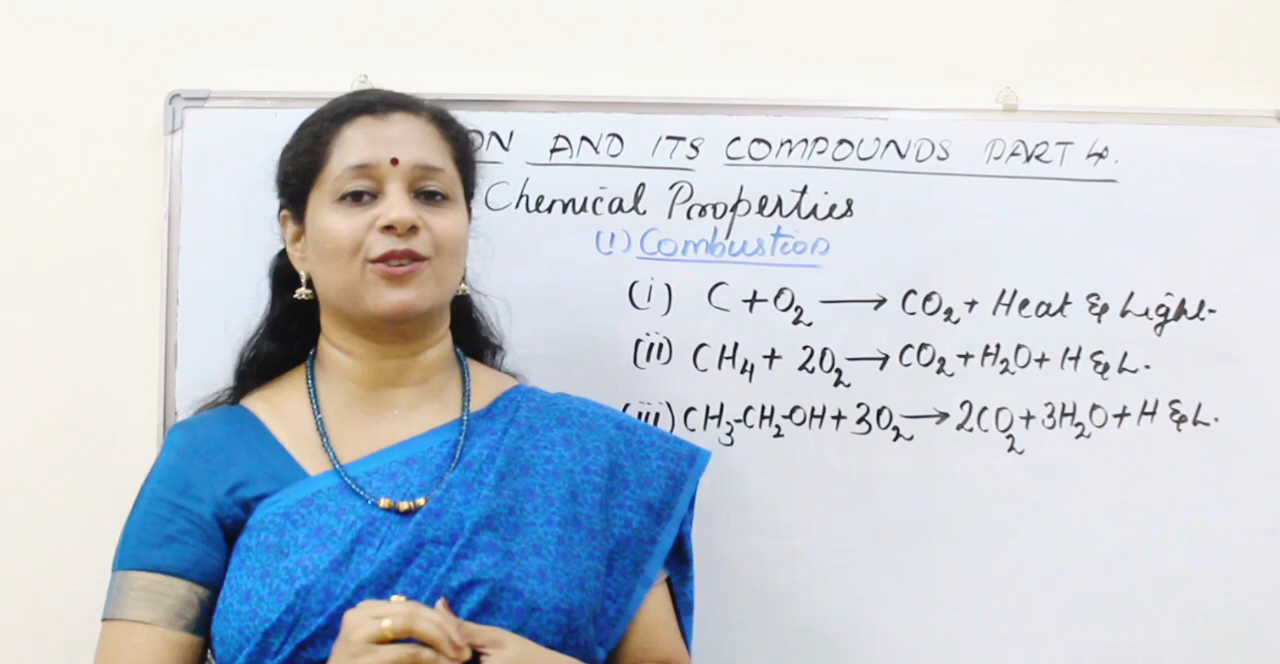 ON AND ITS COMPOUNDS PART 4.
Chemical Properties
(1) Combustion
(i) C + O₂ → CO₂ + Heat & Light.
(ii) CH₄ + 2O₂ → CO₂ + H₂O + H & L.
(iii) CH₃-CH₂-OH + 3O₂ → 2CO₂ + 3H₂O + H & L.